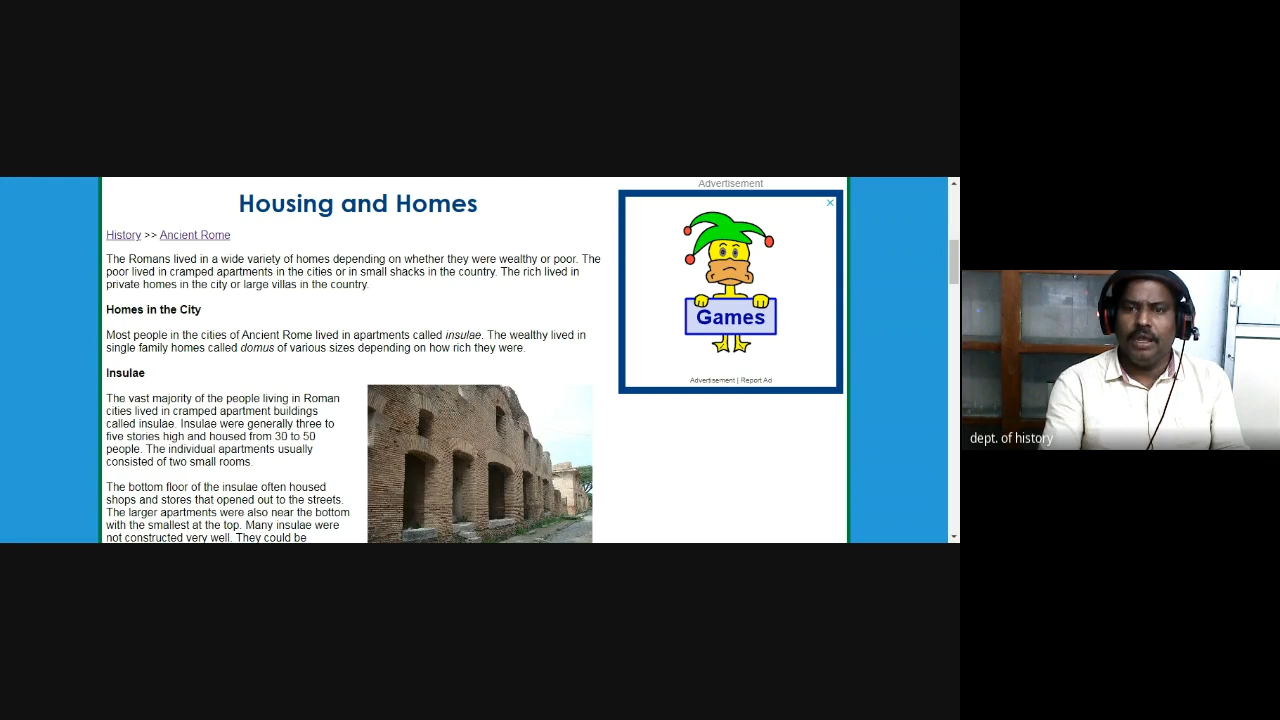 Housing and Homes
History >> Ancient Rome
The Romans lived in a wide variety of homes depending on whether they were wealthy or poor. The
poor lived in cramped apartments in the cities or in small shacks in the country. The rich lived in
private homes in the city or large villas in the country.
Homes in the City
Most people in the cities of Ancient Rome lived in apartments called insulae. The wealthy lived in
single family homes called domus of various sizes depending on how rich they were.
Insulae
The vast majority of the people living in Roman
cities lived in cramped apartment buildings
called insulae. Insulae were generally three to
five stories high and housed from 30 to 50
people. The individual apartments usually
consisted of two small rooms.
The bottom floor of the insulae often housed
shops and stores that opened out to the streets.
The larger apartments were also near the bottom
with the smallest at the top. Many insulae were
not constructed very well. They could be
Advertisement
Games
Advertisement | Report Ad
dept. of history